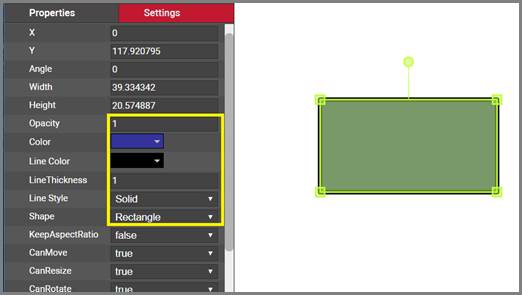 Properties Settings
X 0
Y 117.920795
Angle 0
Width 39.334342
Height 20.574887
Opacity 1
Color
Line Color
LineThickness 1
Line Style Solid
Shape Rectangle
KeepAspectRatio false
CanMove true
CanResize true
CanRotate true